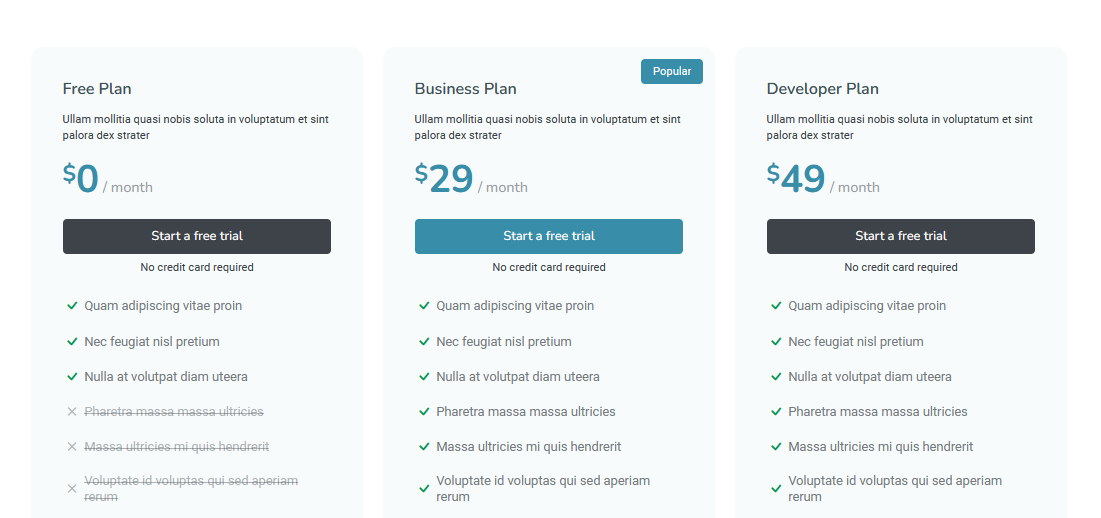 Free Plan
Ullam mollitia quasi nobis soluta in voluptatum et sint
palora dex strater
$0 / month
Start a free trial
No credit card required
Quam adipiscing vitae proin
Nec feugiat nisl pretium
Nulla at volutpat diam uteera
Pharetra massa massa ultricies
Massa ultricies mi quis hendrerit
Voluptate id voluptas qui sed aperiam
rerum
Popular
Business Plan
Ullam mollitia quasi nobis soluta in voluptatum et sint
palora dex strater
$29 / month
Start a free trial
No credit card required
Quam adipiscing vitae proin
Nec feugiat nisl pretium
Nulla at volutpat diam uteera
Pharetra massa massa ultricies
Massa ultricies mi quis hendrerit
Voluptate id voluptas qui sed aperiam
rerum
Developer Plan
Ullam mollitia quasi nobis soluta in voluptatum et sint
palora dex strater
$49 / month
Start a free trial
No credit card required
Quam adipiscing vitae proin
Nec feugiat nisl pretium
Nulla at volutpat diam uteera
Pharetra massa massa ultricies
Massa ultricies mi quis hendrerit
Voluptate id voluptas qui sed aperiam
rerum